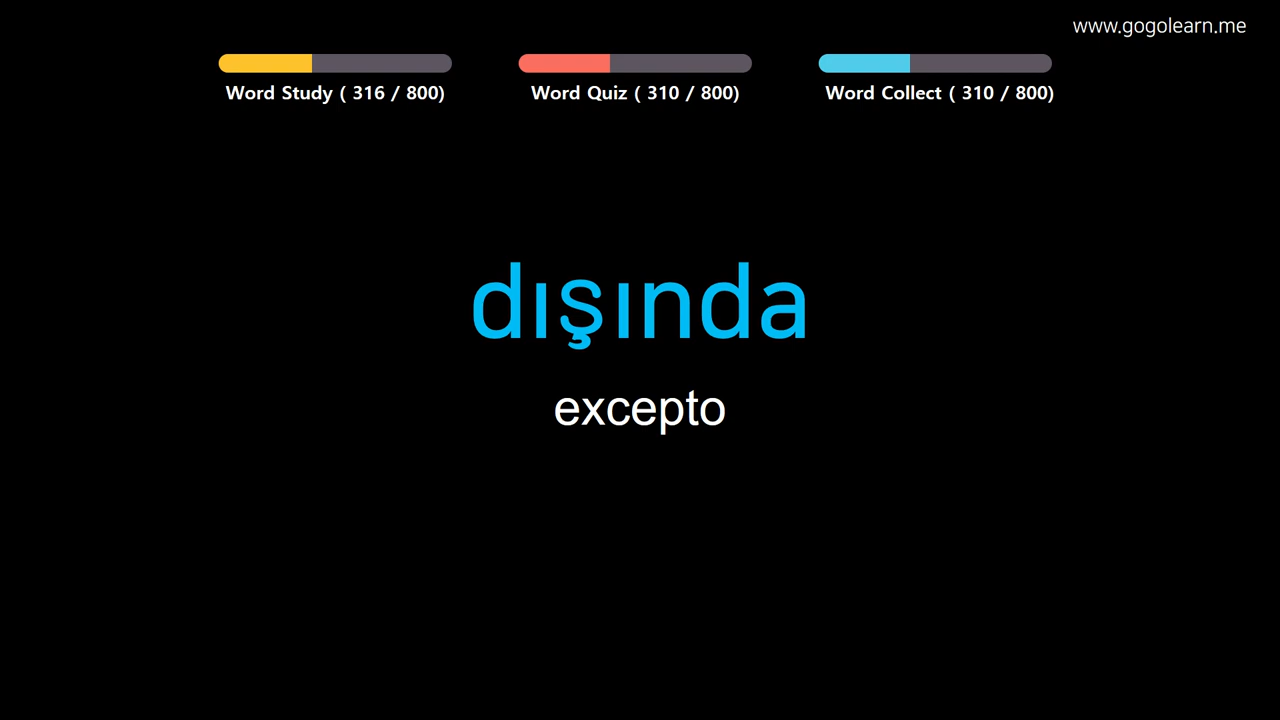 www.gogolearn.me
Word Study ( 316 / 800)
Word Quiz ( 310 / 800)
Word Collect ( 310 / 800)
dışında
excepto